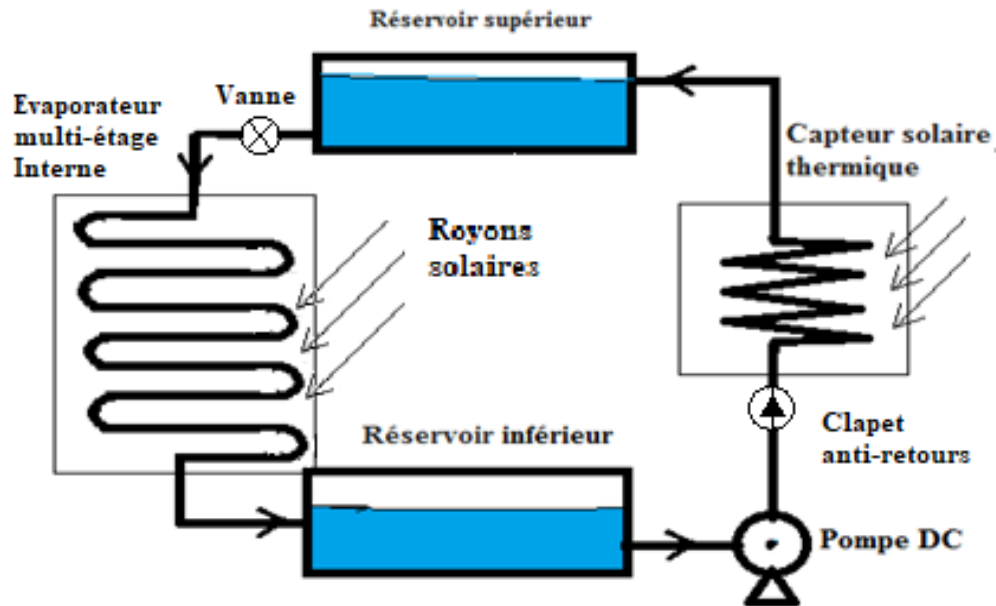 Réservoir supérieur
Evaporateur
multi-étage
Interne
Vanne
Capteur solaire
thermique
Royons
solaires
Réservoir inférieur
Clapet
anti-retours
Pompe DC